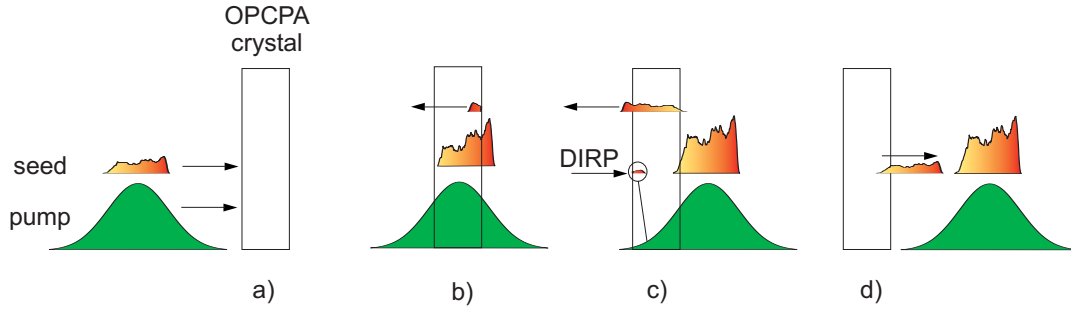 OPCPA
crystal
seed
pump
DIRP
a)
b)
c)
d)